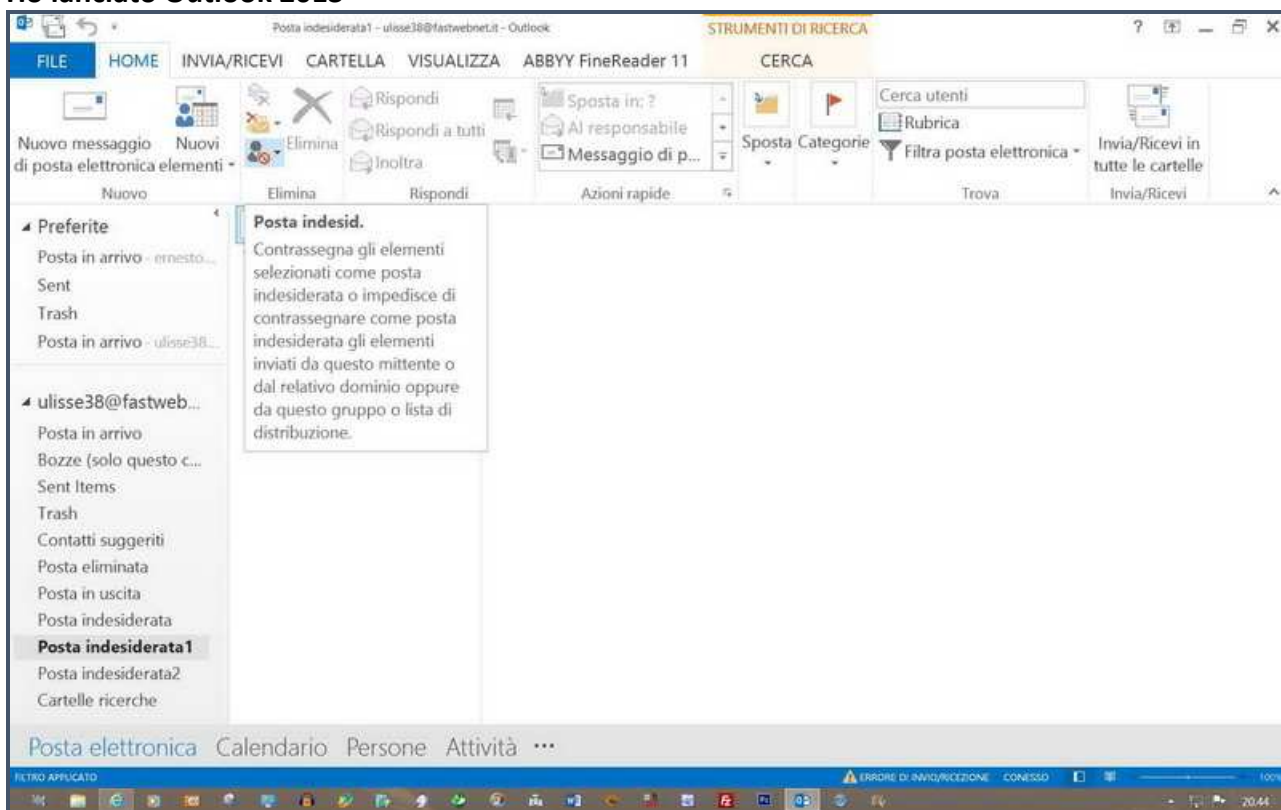 Ho lanciato Outlook 2013
Posta indesiderata1 - ulisse38@fastwebnet.it - Outlook
STRUMENTI DI RICERCA
FILE HOME INVIA/RICEVI CARTELLA VISUALIZZA ABBYY FineReader 11 CERCA
Nuovo messaggio
di posta elettronica
Nuovi
elementi
Nuovo
Elimina
Elimina
Rispondi
Rispondi a tutti
Inoltra
Rispondi
Sposta in: ?
Al responsabile
Messaggio di p...
Azioni rapide
Sposta
Categorie
Cerca utenti
Rubrica
Filtra posta elettronica
Trova
Invia/Ricevi in
tutte le cartelle
Invia/Ricevi
Preferite
Posta in arrivo - ernesto...
Sent
Trash
Posta in arrivo - ulisse38...
ulisse38@fastweb...
Posta in arrivo
Bozze (solo questo c...
Sent Items
Trash
Contatti suggeriti
Posta eliminata
Posta in uscita
Posta indesiderata
Posta indesiderata1
Posta indesiderata2
Cartelle ricerche
Posta indesid.
Contrassegna gli elementi
selezionati come posta
indesiderata o impedisce di
contrassegnare come posta
indesiderata gli elementi
inviati da questo mittente o
dal relativo dominio oppure
da questo gruppo o lista di
distribuzione.
Posta elettronica Calendario Persone Attività ...
FILTRO APPLICATO
ERRORE DI INVIO/RICEZIONE CONESSO 100%
20.44